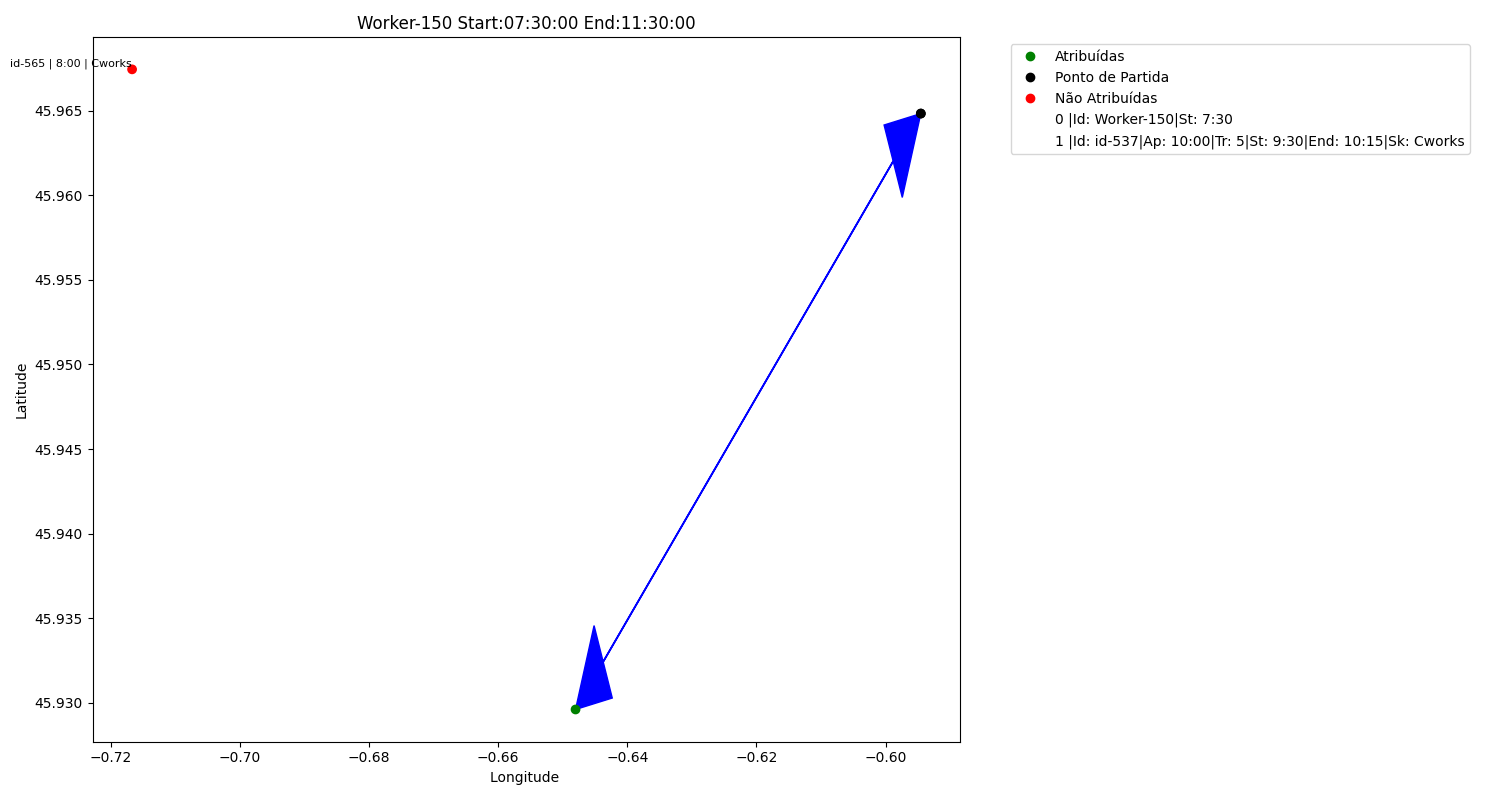 Worker-150 Start:07:30:00 End:11:30:00
id-565 | 8:00 | Cworks
45.965
45.960
45.955
45.950
45.945
45.940
45.935
45.930
Latitude
−0.72
−0.70
−0.68
−0.66
−0.64
−0.62
−0.60
Longitude
Atribuídas
Ponto de Partida
Não Atribuídas
0 |Id: Worker-150|St: 7:30
1 |Id: id-537|Ap: 10:00|Tr: 5|St: 9:30|End: 10:15|Sk: Cworks